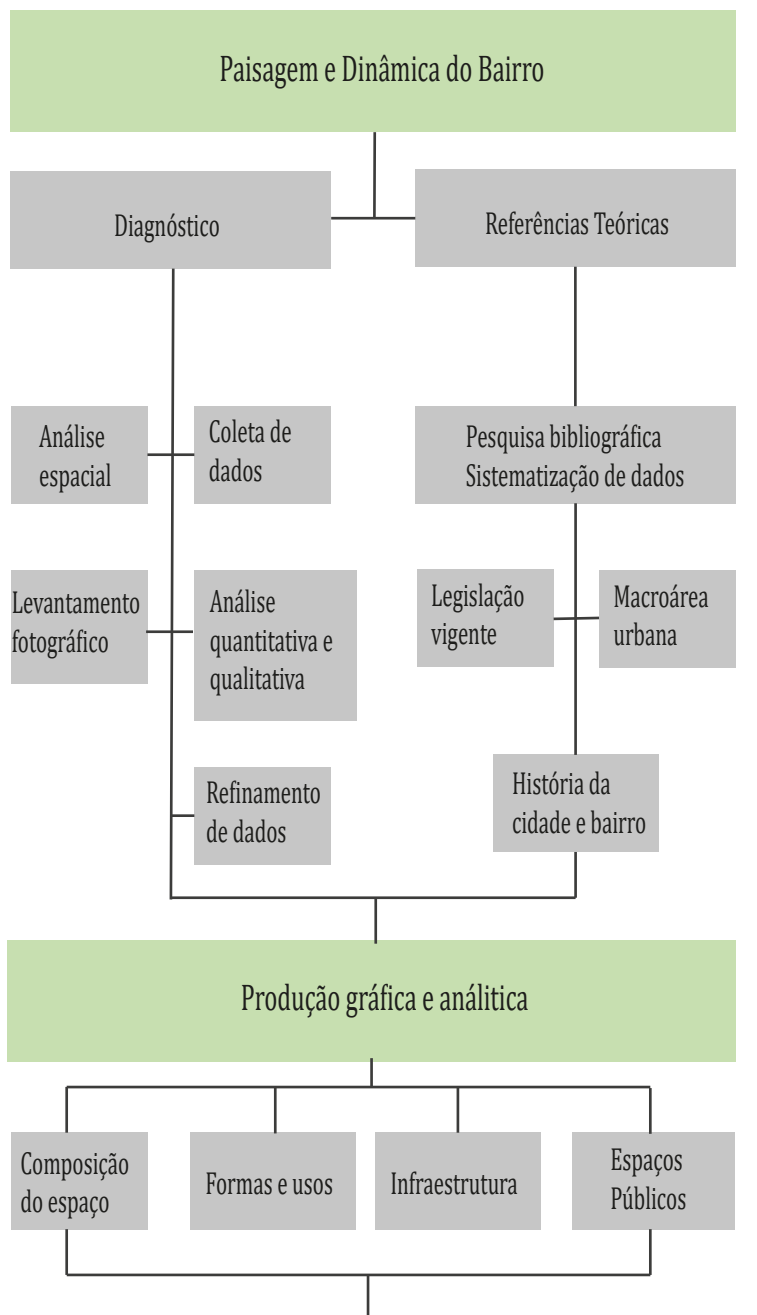 Paisagem e Dinâmica do Bairro
Diagnóstico
Referências Teóricas
Análise
espacial
Coleta de
dados
Pesquisa bibliográfica
Sistematização de dados
Levantamento
fotográfico
Análise
quantitativa e
qualitativa
Legislação
vigente
Macroárea
urbana
Refinamento
de dados
História da
cidade e bairro
Produção gráfica e análitica
Composição
do espaço
Formas e usos
Infraestrutura
Espaços
Públicos